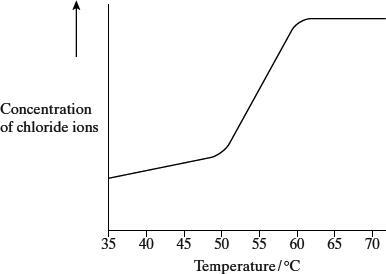 Concentration
of chloride ions
35 40 45 50 55 60 65 70
Temperature/°C